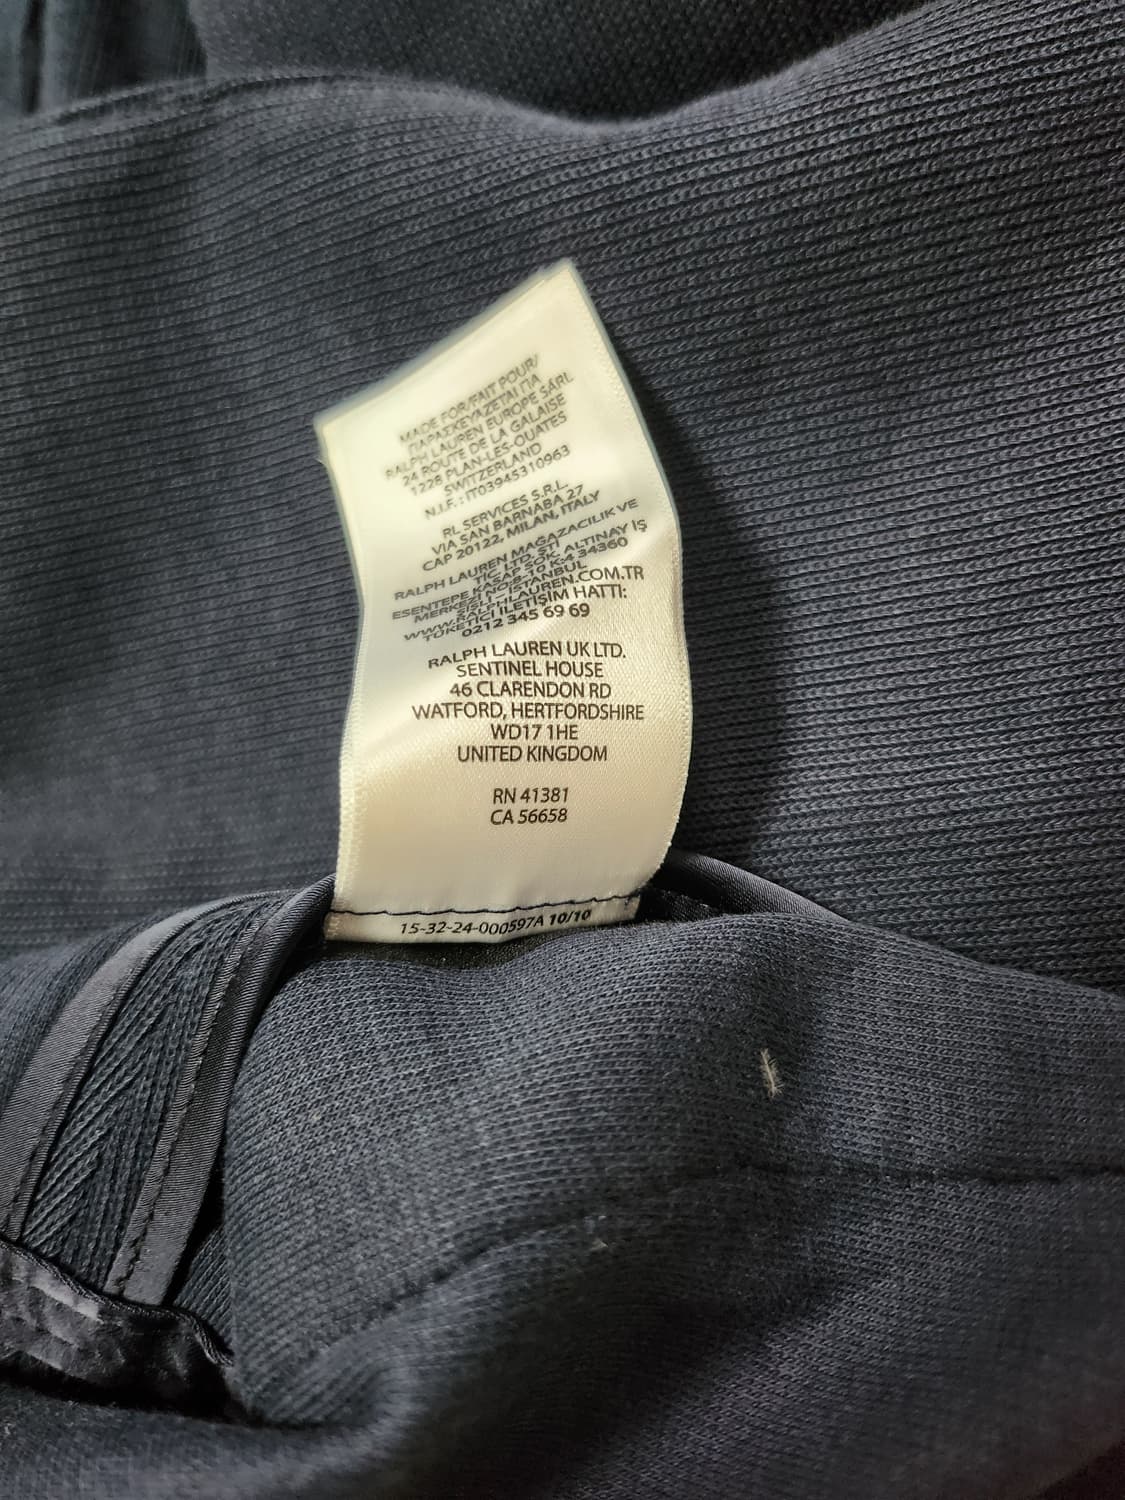 MADE FOR/FAIT POUR/
ΠΑΡΑΣΚΕΥΑΖΕΤΑΙ ΓΙΑ
RALPH LAUREN EUROPE SÀRL
24 ROUTE DE LA GALAISE
1228 PLAN-LES-OUATES
SWITZERLAND
N.I.F. : IT03945310963
RL SERVICES S.R.L.
VIA SAN BARNABA 27
CAP 20122, MILAN, ITALY
RALPH LAUREN MAĞAZACILIK VE
TİC. LTD. ŞTİ
ESENTEPE KASAP SOK. ALTINAY İŞ
MERKEZİ NO:8-10 K:4 34360
ŞİŞLİ - İSTANBUL
WWW.RALPHLAUREN.COM.TR
TÜKETİCİ İLETİŞİM HATTI:
0212 345 69 69
RALPH LAUREN UK LTD.
SENTINEL HOUSE
46 CLARENDON RD
WATFORD, HERTFORDSHIRE
WD17 1HE
UNITED KINGDOM
RN 41381
CA 56658
15-32-24-000597A 10/10